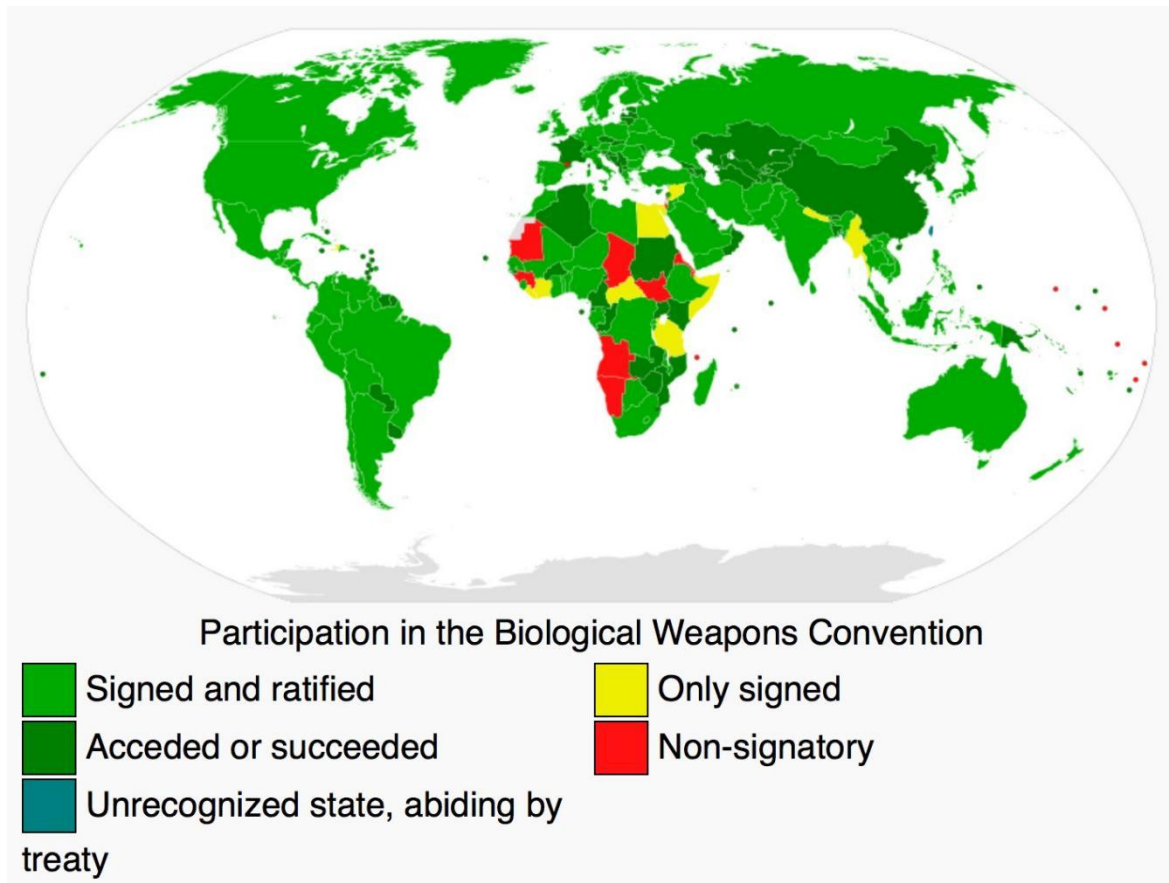 Participation in the Biological Weapons Convention
Signed and ratified
Only signed
Acceded or succeeded
Non-signatory
Unrecognized state, abiding by
treaty